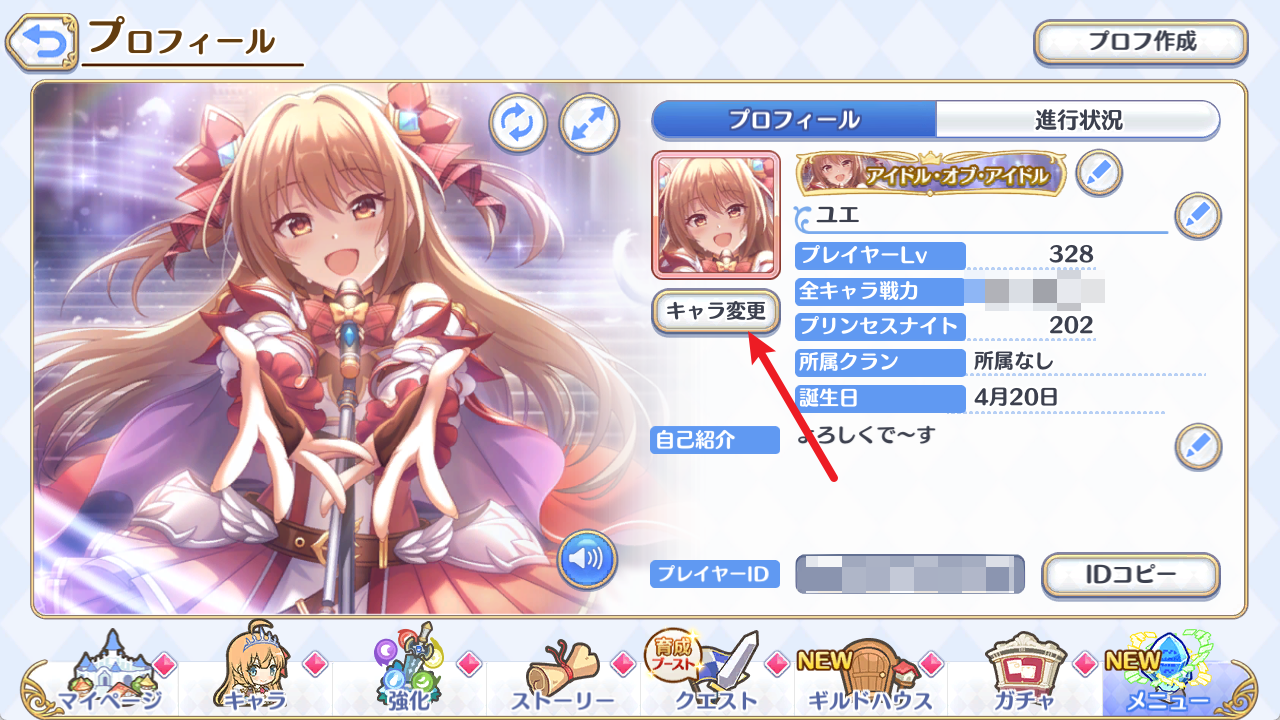 プロフィール
プロフ作成
プロフィール
進行状況
アイドル・オブ・アイドル
ユエ
キャラ変更
プレイヤーLv 328
全キャラ戦力
プリンセスナイト 202
所属クラン 所属なし
誕生日 4月20日
自己紹介 よろしくで〜す
プレイヤーID
IDコピー
マイページ
キャラ
強化
ストーリー
育成
ブースト
クエスト
NEW
ギルドハウス
ガチャ
NEW
メニュー